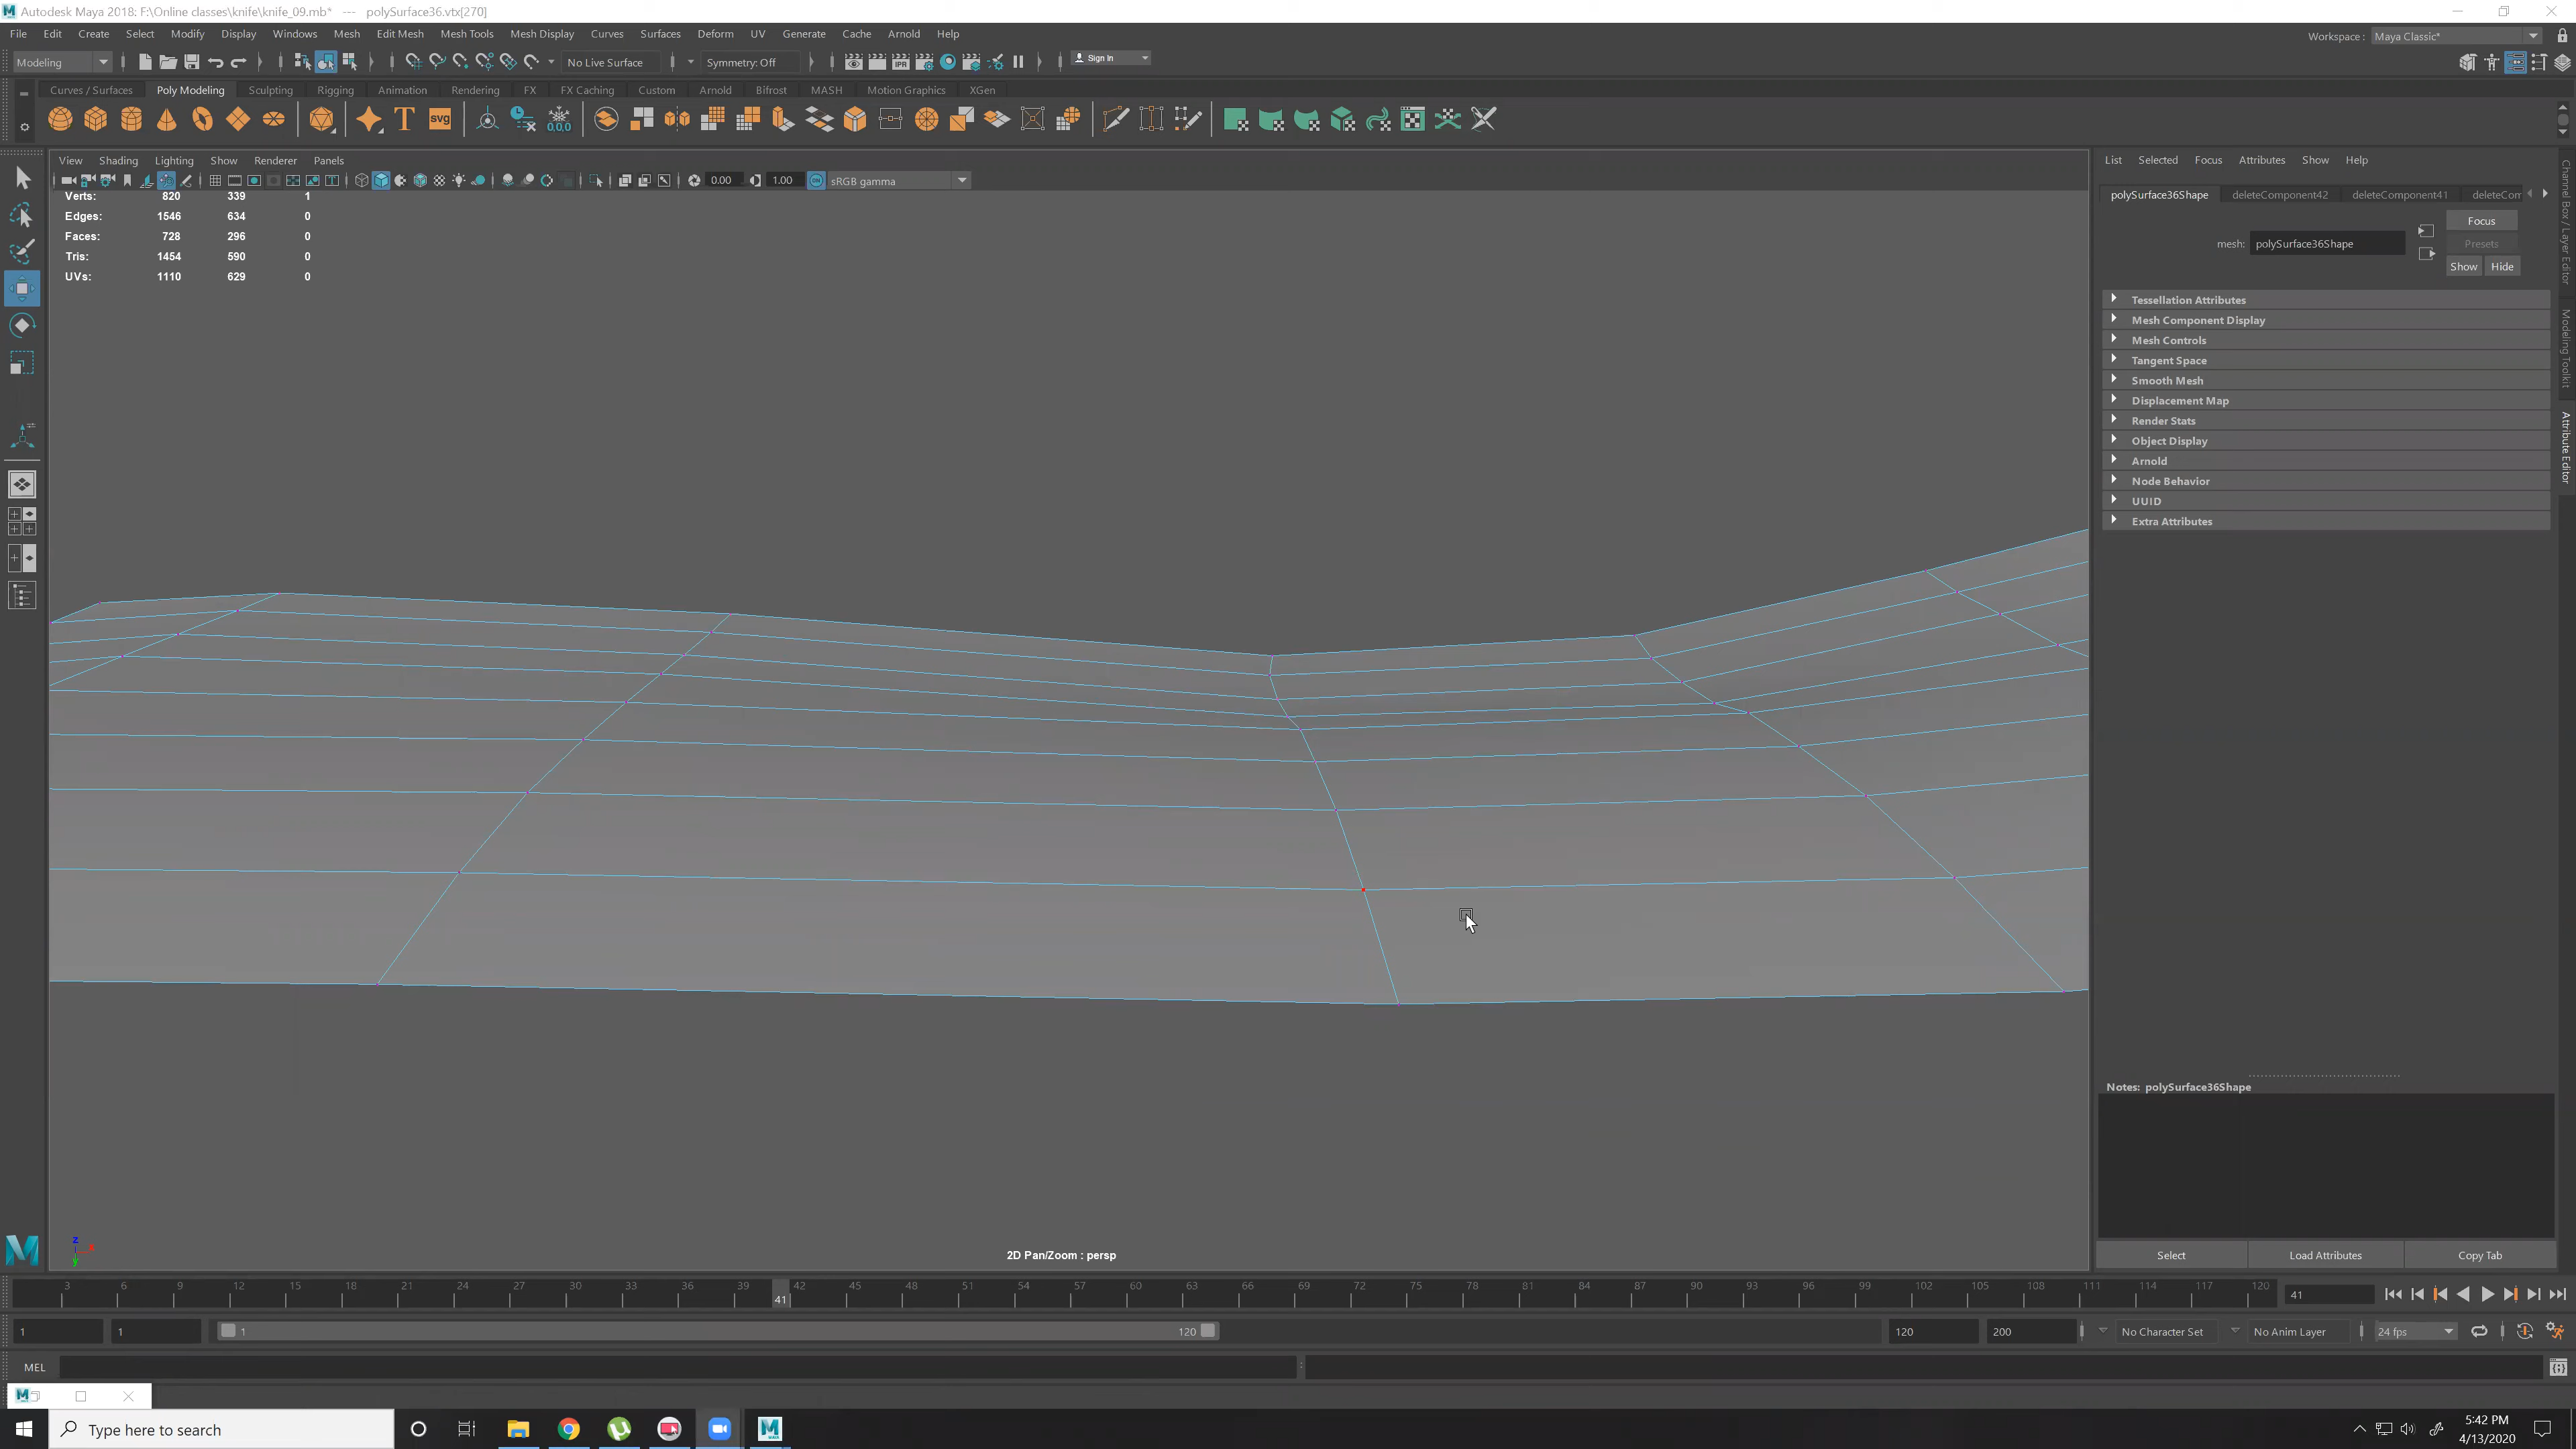 Autodesk Maya 2018: F:\Online classes\knife\knife_09.mb* --- polySurface36.vtx[270]
File Edit Create Select Modify Display Windows Mesh Edit Mesh Mesh Tools Mesh Display Curves Surfaces Deform UV Generate Cache Arnold Help
Workspace : Maya Classic*
Modeling No Live Surface Symmetry: Off Sign In
Curves / Surfaces Poly Modeling Sculpting Rigging Animation Rendering FX FX Caching Custom Arnold Bifrost MASH Motion Graphics XGen
View Shading Lighting Show Renderer Panels
0.00 1.00 sRGB gamma
Verts: 820 339 1
Edges: 1546 634 0
Faces: 728 296 0
Tris: 1454 590 0
UVs: 1110 629 0
2D Pan/Zoom : persp
List Selected Focus Attributes Show Help
polySurface36Shape deleteComponent42 deleteComponent41 deleteCom
Focus
mesh: polySurface36Shape Presets
Show Hide
Tessellation Attributes
Mesh Component Display
Mesh Controls
Tangent Space
Smooth Mesh
Displacement Map
Render Stats
Object Display
Arnold
Node Behavior
UUID
Extra Attributes
Notes: polySurface36Shape
Select Load Attributes Copy Tab
Channel Box / Layer Editor
Modeling Toolkit
Attribute Editor
3 6 9 12 15 18 21 24 27 30 33 36 39 42 45 48 51 54 57 60 63 66 69 72 75 78 81 84 87 90 93 96 99 102 105 108 111 114 117 120
41 41
1 1 1 120 120 200 No Character Set No Anim Layer 24 fps
MEL
Type here to search
5:42 PM
4/13/2020